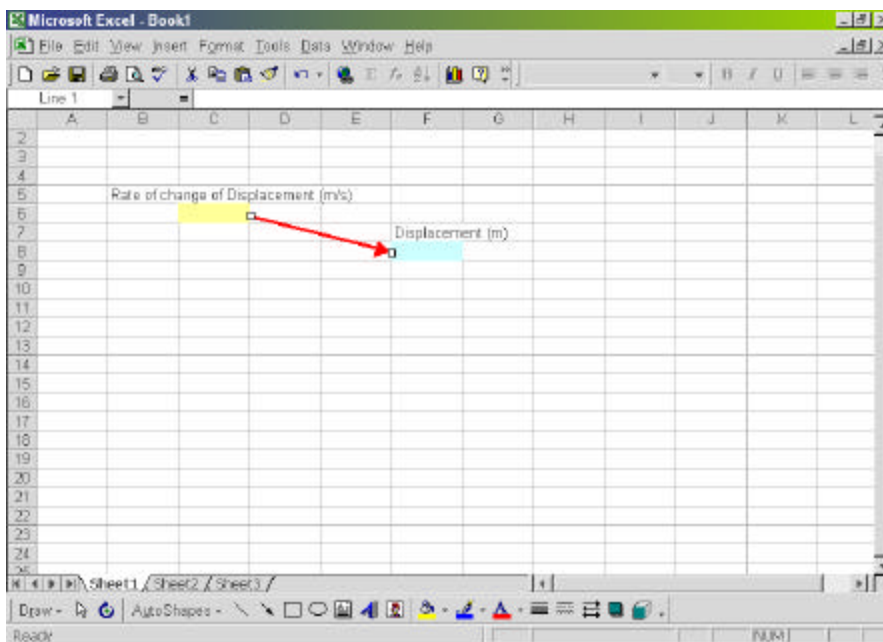 Microsoft Excel - Book1
File Edit View Insert Format Tools Data Window Help
Line 1 =
A B C D E F G H I J K L
2
3
4
5 Rate of change of Displacement (m/s)
6
7 Displacement (m)
8
9
10
11
12
13
14
15
16
17
18
19
20
21
22
23
24
25
Sheet1 Sheet2 Sheet3
Draw AutoShapes
Ready NUM